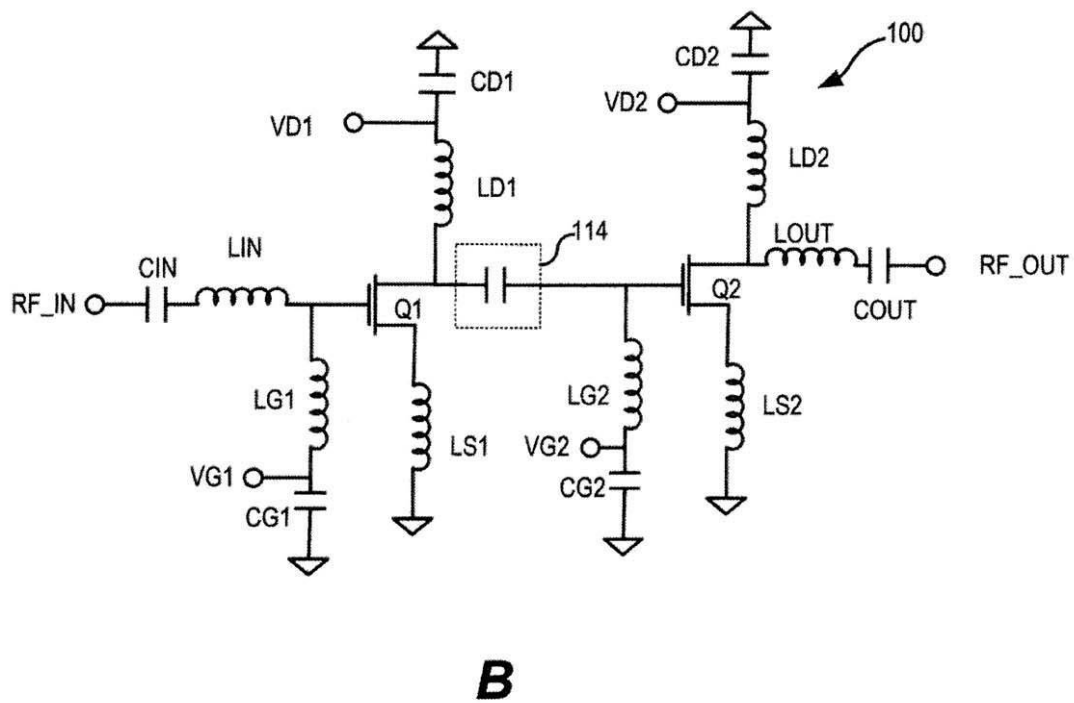 100
CD1
CD2
VD1
VD2
LD1
LD2
114
LIN
LOUT
CIN
RF_IN
Q1
Q2
RF_OUT
COUT
LG1
LG2
LS1
LS2
VG1
VG2
CG1
CG2
B